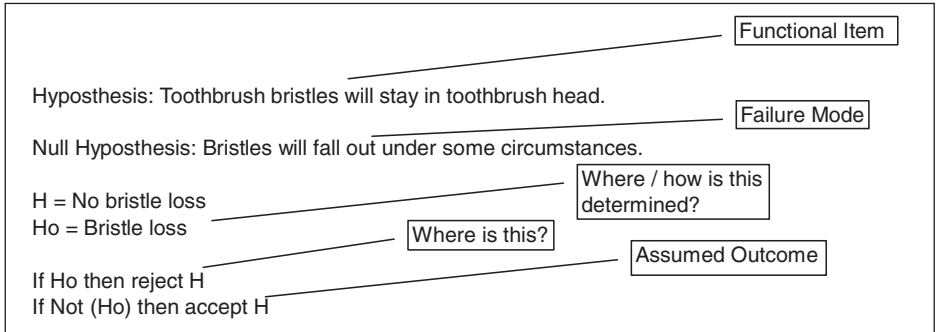 Functional Item
Hyposthesis: Toothbrush bristles will stay in toothbrush head.
Failure Mode
Null Hyposthesis: Bristles will fall out under some circumstances.
Where / how is this
determined?
H = No bristle loss
Ho = Bristle loss
Where is this?
Assumed Outcome
If Ho then reject H
If Not (Ho) then accept H